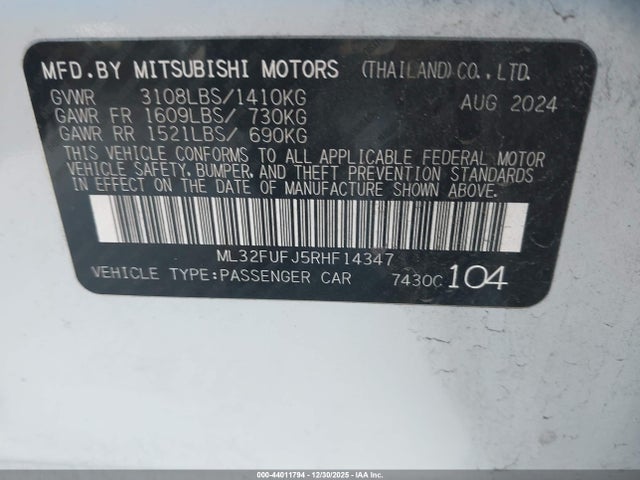 MFD.BY MITSUBISHI MOTORS (THAILAND)CO.,LTD.
GVWR 3108LBS/1410KG AUG 2024
GAWR FR 1609LBS/ 730KG
GAWR RR 1521LBS/ 690KG
THIS VEHICLE CONFORMS TO ALL APPLICABLE FEDERAL MOTOR
VEHICLE SAFETY, BUMPER, AND THEFT PREVENTION STANDARDS
IN EFFECT ON THE DATE OF MANUFACTURE SHOWN ABOVE.
ML32FUFJ5RHF14347
VEHICLE TYPE:PASSENGER CAR 7430C 104
000-44011794 - 12/30/2025 - IAAI.COM